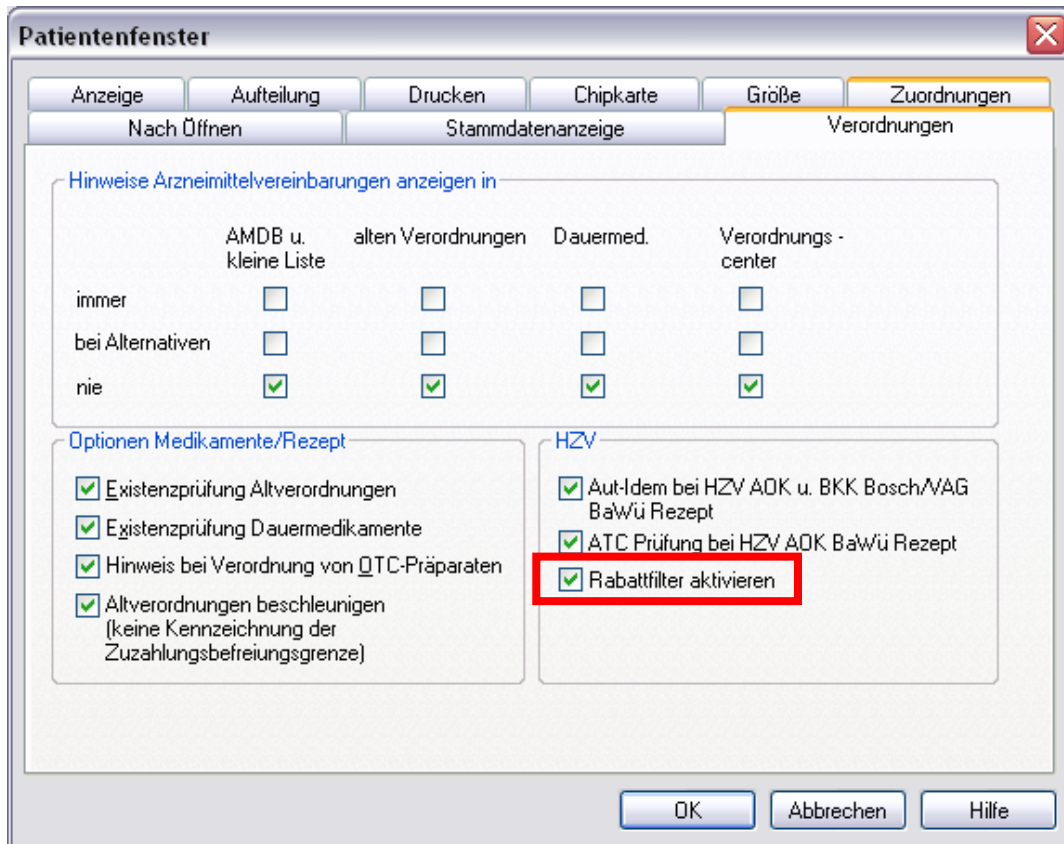 Patientenfenster
Anzeige Aufteilung Drucken Chipkarte Größe Zuordnungen
Nach Öffnen Stammdatenanzeige Verordnungen
Hinweise Arzneimittelvereinbarungen anzeigen in
AMDB u. alten Verordnungen Dauermed. Verordnungs -
kleine Liste center
immer
bei Alternativen
nie
Optionen Medikamente/Rezept
Existenzprüfung Altverordnungen
Existenzprüfung Dauermedikamente
Hinweis bei Verordnung von OTC-Präparaten
Altverordnungen beschleunigen
(keine Kennzeichnung der
Zuzahlungsbefreiungsgrenze)
HZV
Aut-Idem bei HZV AOK u. BKK Bosch/VAG
BaWü Rezept
ATC Prüfung bei HZV AOK BaWü Rezept
Rabattfilter aktivieren
OK Abbrechen Hilfe